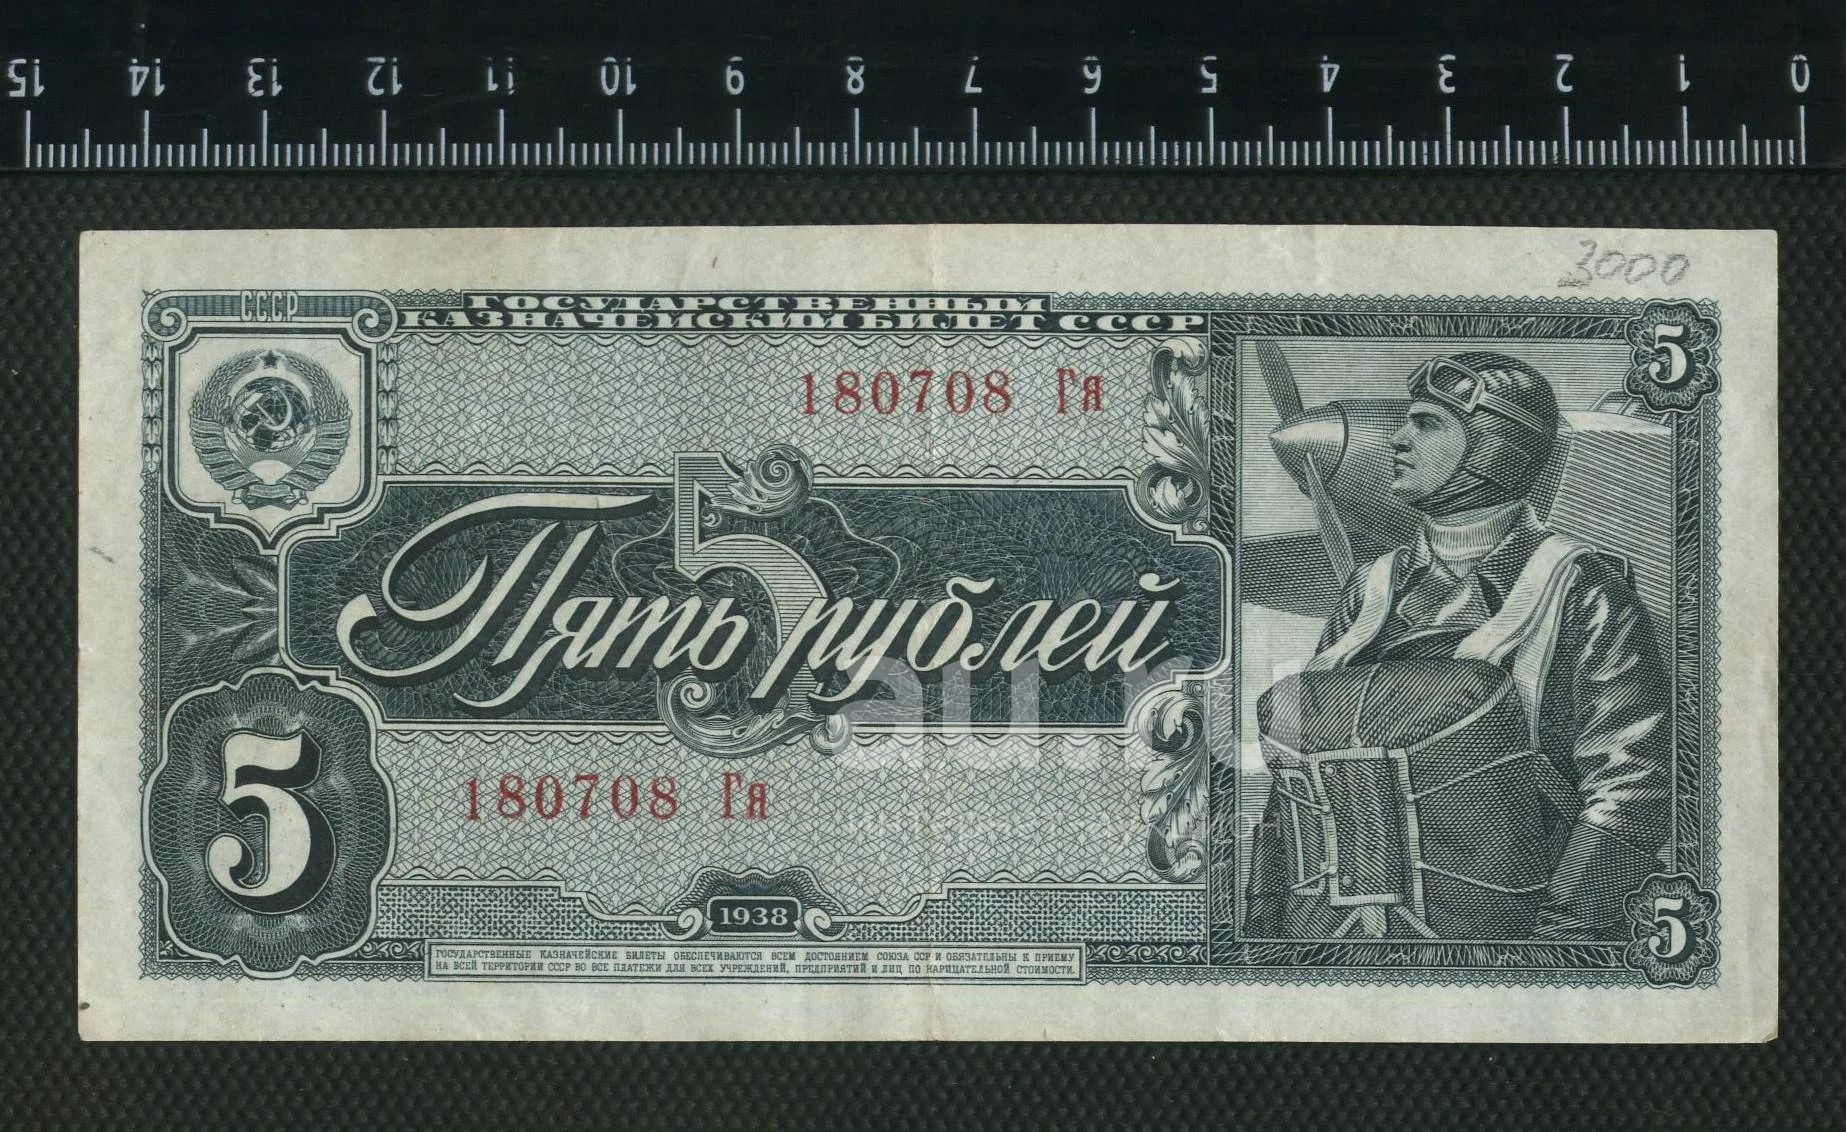 15 14 13 12 11 10 9 8 7 6 5 4 3 2 1 0
3000
СССР
ГОСУДАРСТВЕННЫЙ
КАЗНАЧЕЙСКИЙ БИЛЕТ СССР
5
180708 Гя
5
Пять рублей
au.ru
5
180708 Гя
1938
5
ГОСУДАРСТВЕННЫЕ КАЗНАЧЕЙСКИЕ БИЛЕТЫ ОБЕСПЕЧИВАЮТСЯ ВСЕМ ДОСТОЯНИЕМ СОЮЗА ССР И ОБЯЗАТЕЛЬНЫ К ПРИЕМУ
НА ВСЕЙ ТЕРРИТОРИИ СССР ВО ВСЕ ПЛАТЕЖИ ДЛЯ ВСЕХ УЧРЕЖДЕНИЙ, ПРЕДПРИЯТИЙ И ЛИЦ ПО НАРИЦАТЕЛЬНОЙ СТОИМОСТИ.